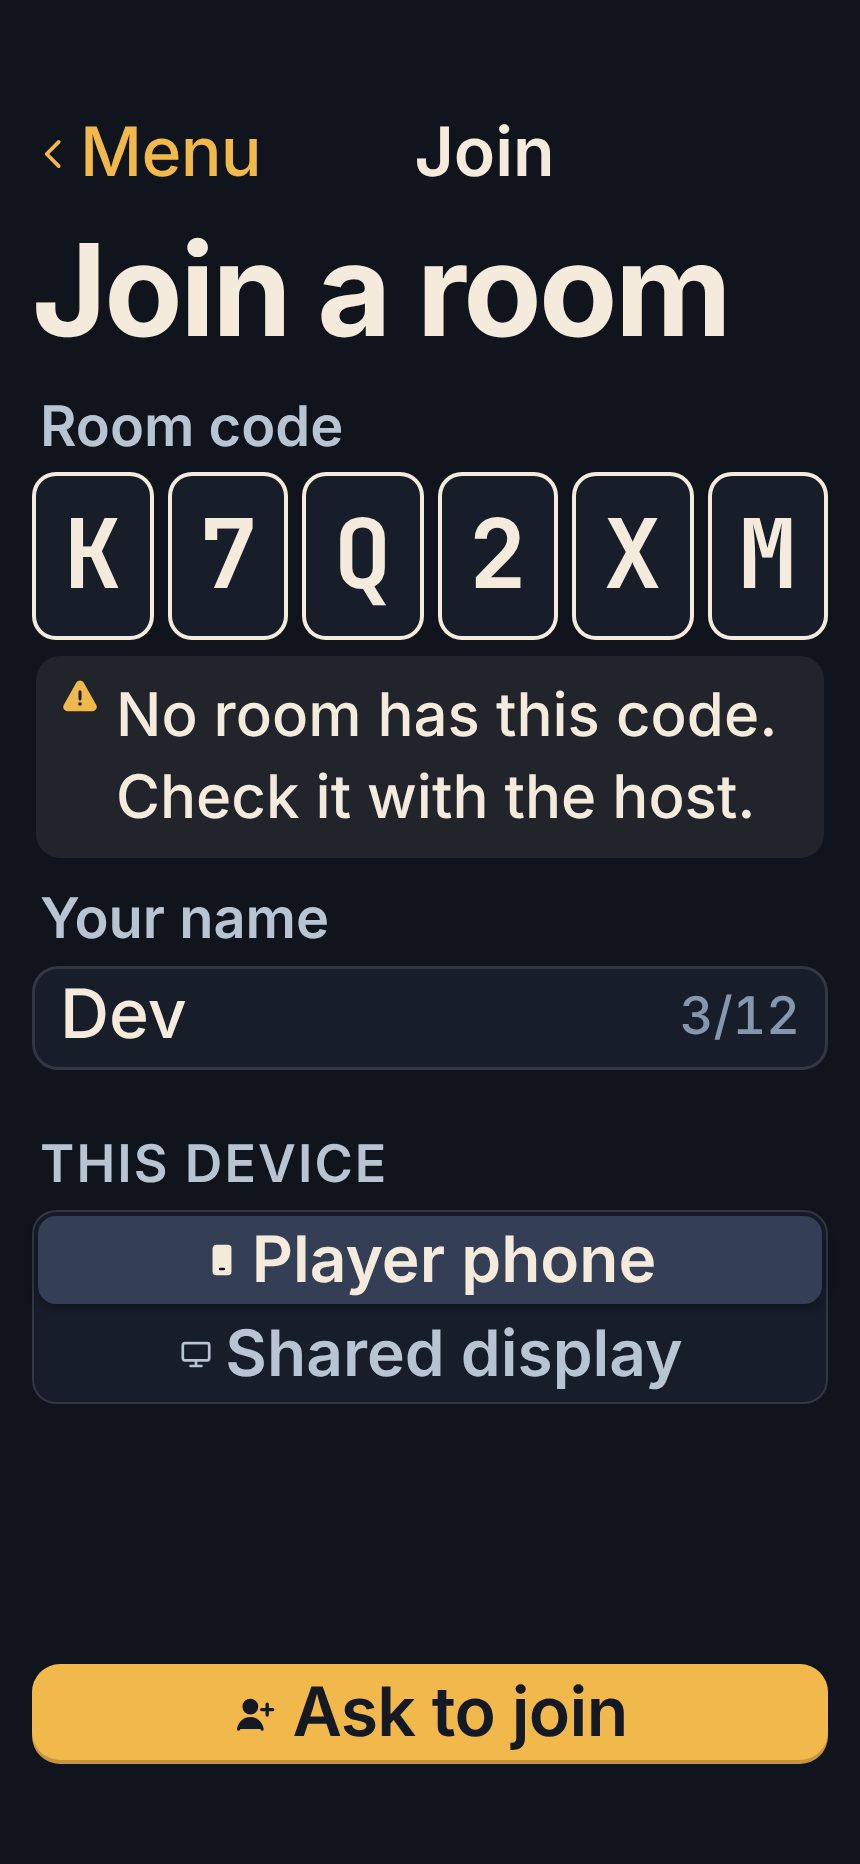 Menu
Join
Join a room
Room code
K 7 Q 2 X M
No room has this code.
Check it with the host.
Your name
Dev
3/12
THIS DEVICE
Player phone
Shared display
Ask to join